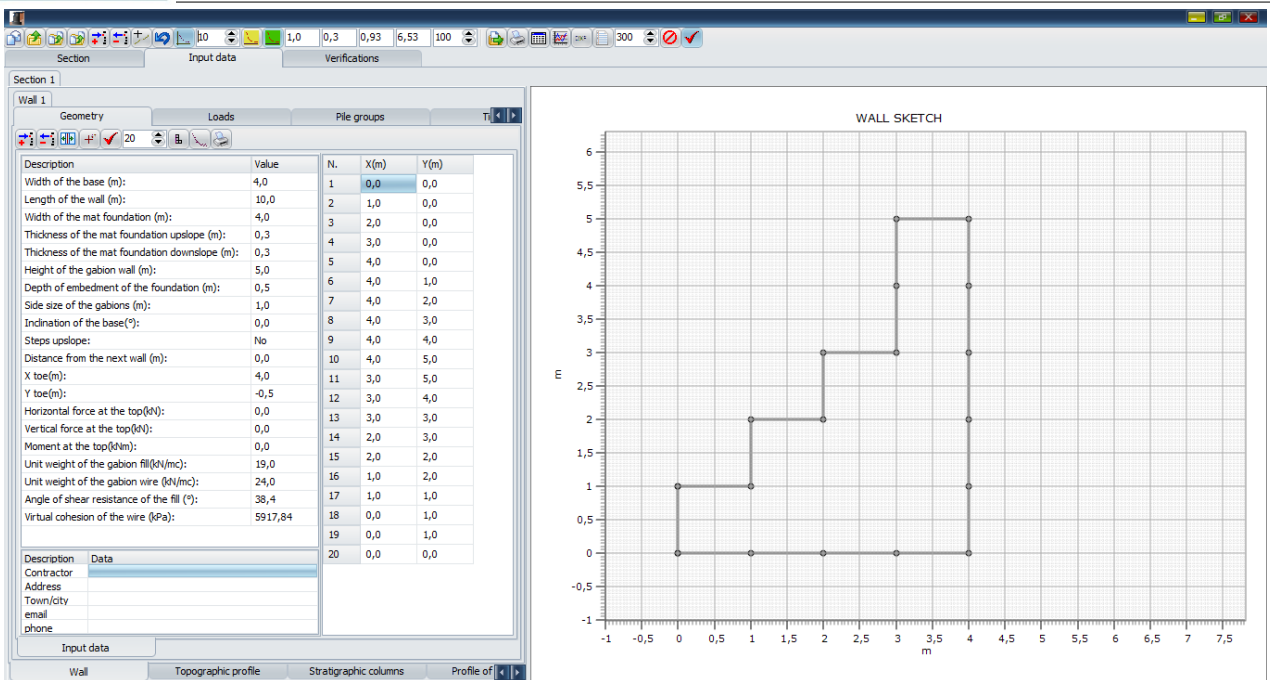 10 1,0 0,3 0,93 6,53 100 300
Section Input data Verifications
Section 1
Wall 1
Geometry Loads Pile groups Ti
20
Description Value
Width of the base (m): 4,0
Length of the wall (m): 10,0
Width of the mat foundation (m): 4,0
Thickness of the mat foundation upslope (m): 0,3
Thickness of the mat foundation downslope (m): 0,3
Height of the gabion wall (m): 5,0
Depth of embedment of the foundation (m): 0,5
Side size of the gabions (m): 1,0
Inclination of the base(°): 0,0
Steps upslope: No
Distance from the next wall (m): 0,0
X toe(m): 4,0
Y toe(m): -0,5
Horizontal force at the top(kN): 0,0
Vertical force at the top(kN): 0,0
Moment at the top(kNm): 0,0
Unit weight of the gabion fill(kN/mc): 19,0
Unit weight of the gabion wire (kN/mc): 24,0
Angle of shear resistance of the fill (°): 38,4
Virtual cohesion of the wire (kPa): 5917,84
Description Data
Contractor
Address
Town/city
email
phone
N. X(m) Y(m)
1 0,0 0,0
2 1,0 0,0
3 2,0 0,0
4 3,0 0,0
5 4,0 0,0
6 4,0 1,0
7 4,0 2,0
8 4,0 3,0
9 4,0 4,0
10 4,0 5,0
11 3,0 5,0
12 3,0 4,0
13 3,0 3,0
14 2,0 3,0
15 2,0 2,0
16 1,0 2,0
17 1,0 1,0
18 0,0 1,0
19 0,0 1,0
20 0,0 0,0
Input data
Wall Topographic profile Stratigraphic columns Profile of
WALL SKETCH
6
5,5
5
4,5
4
3,5
3
m
2,5
2
1,5
1
0,5
0
-0,5
-1
-1 -0,5 0 0,5 1 1,5 2 2,5 3 3,5 4 4,5 5 5,5 6 6,5 7 7,5
m